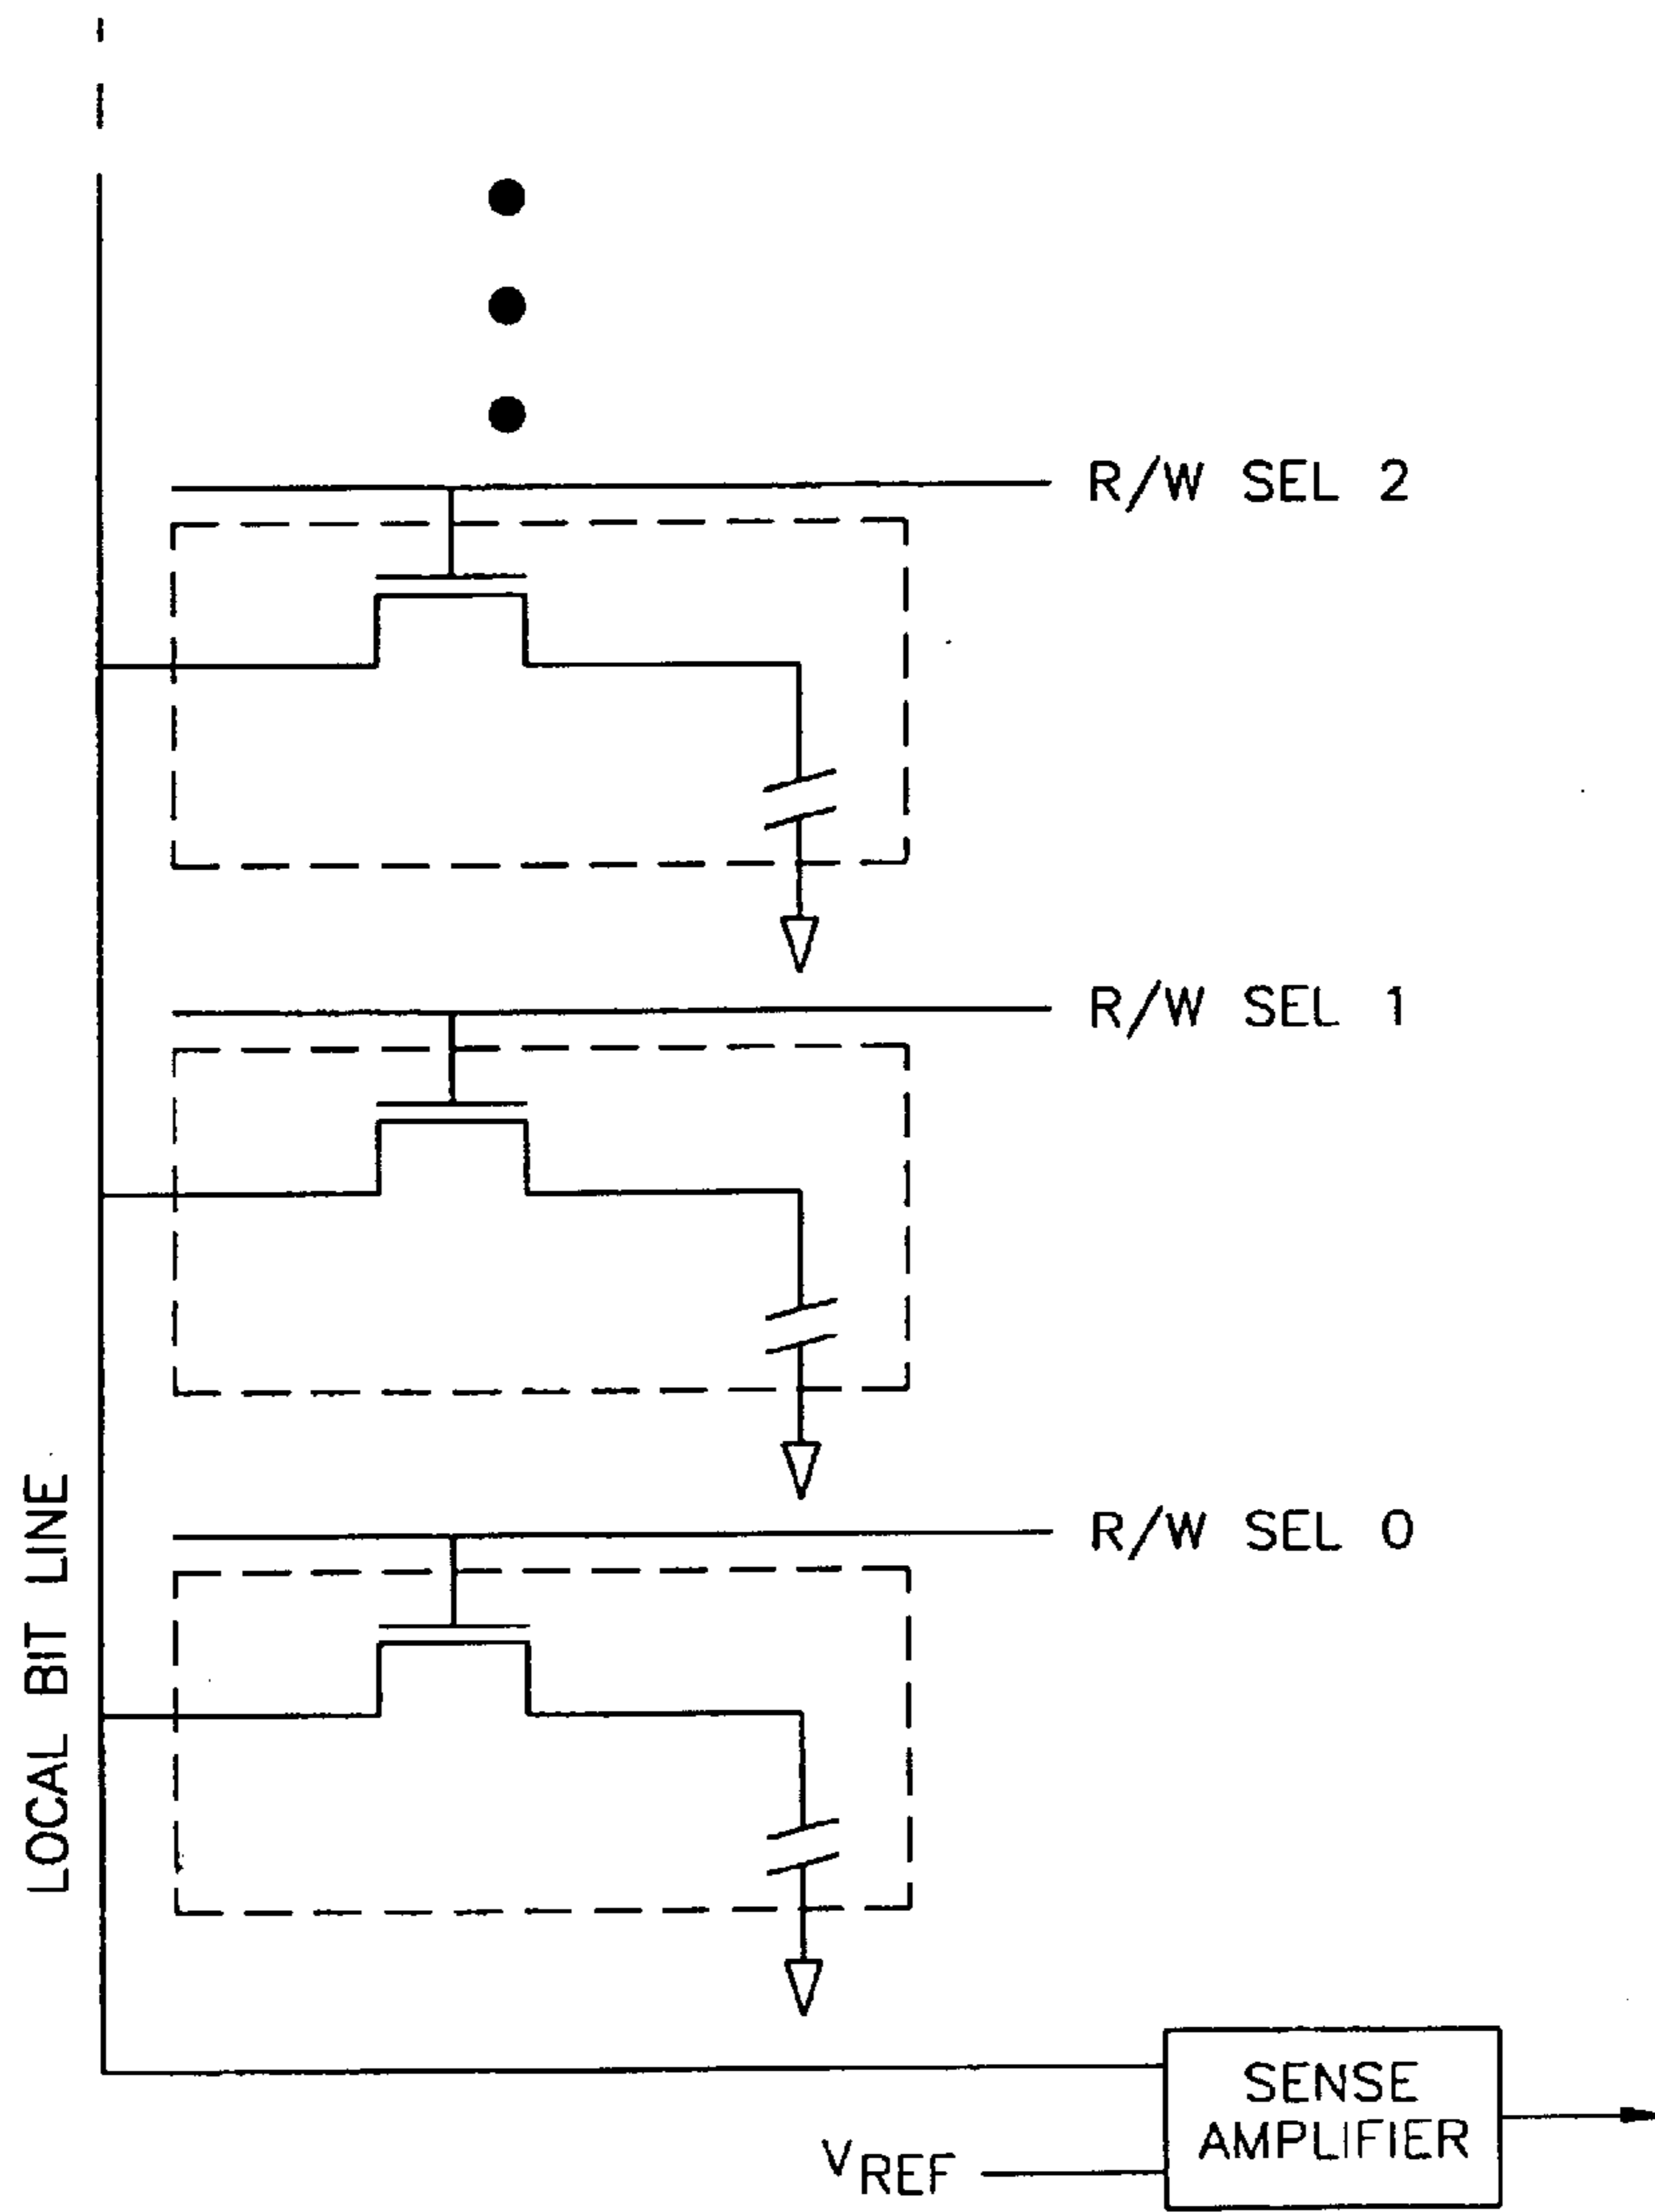 R/W SEL 2
R/W SEL 1
R/W SEL 0
LOCAL BIT LINE
SENSE
AMPLIFIER
VREF